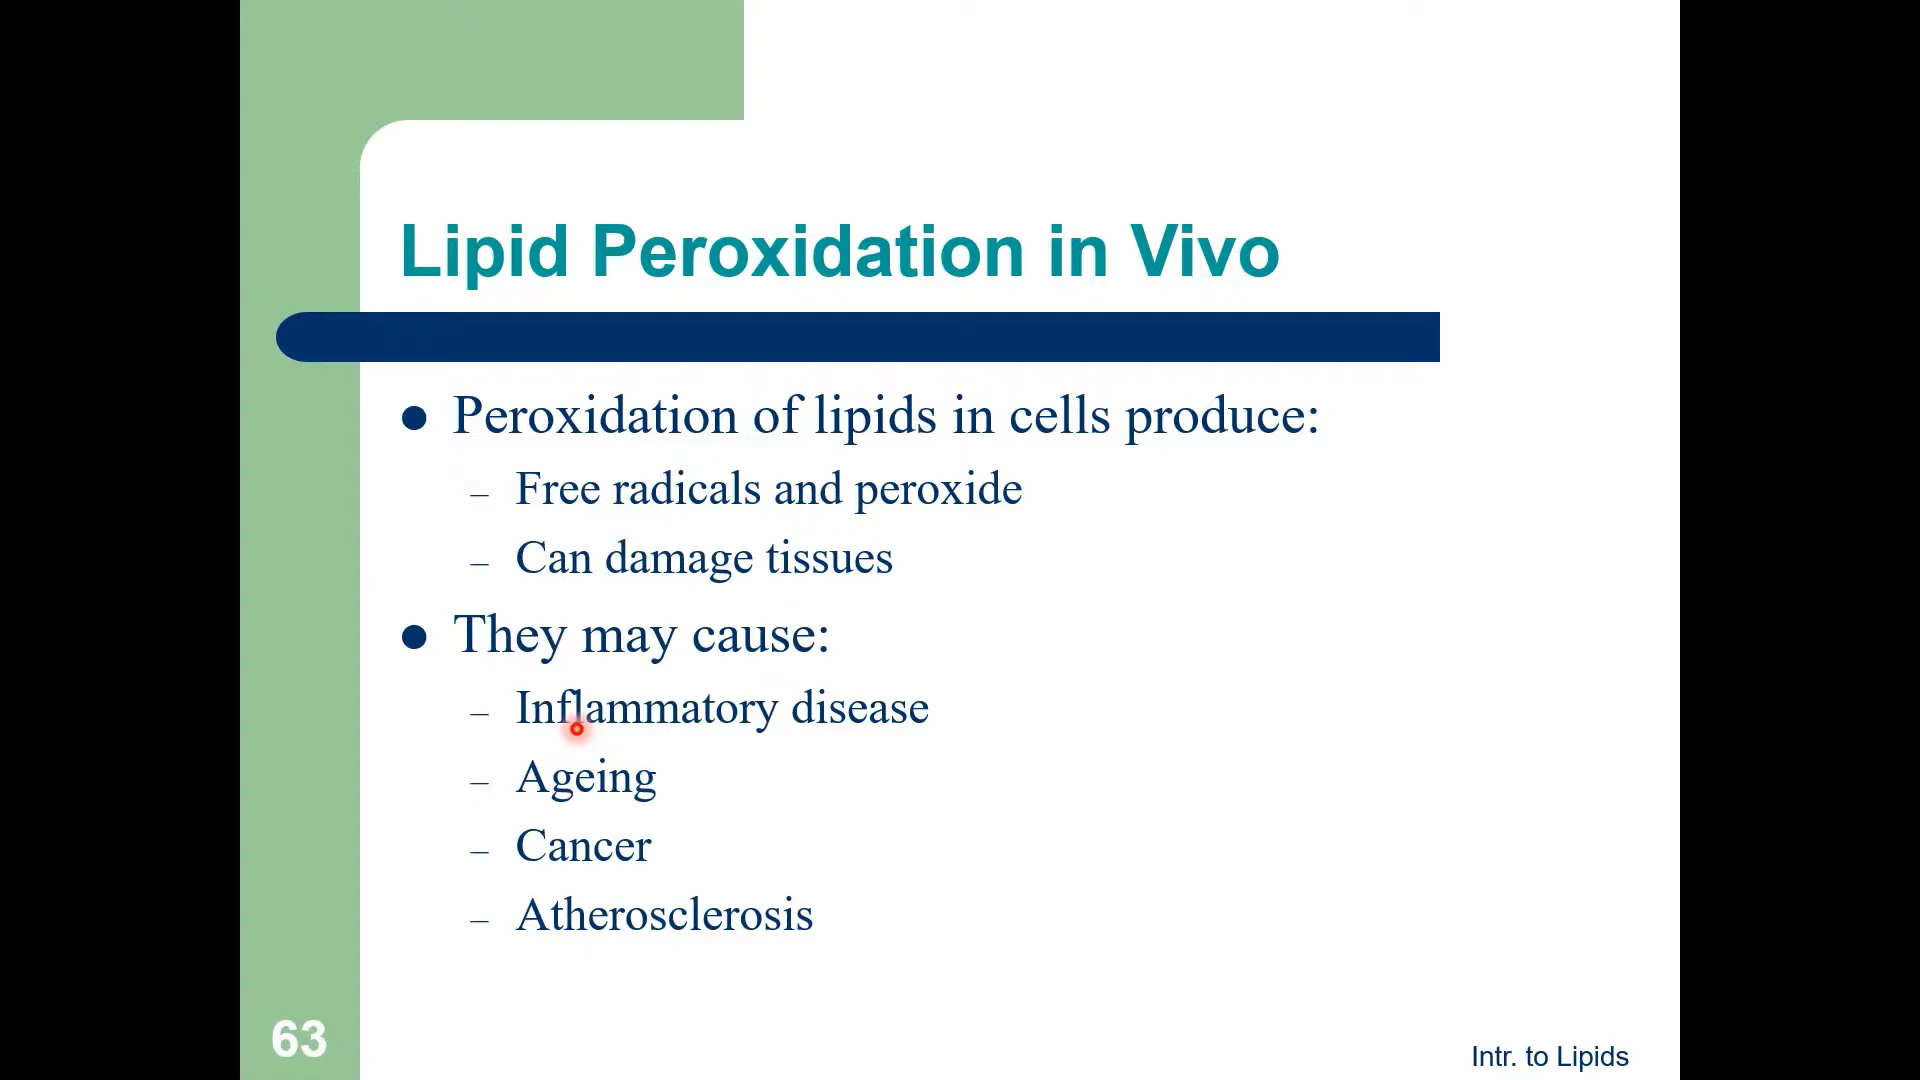 Lipid Peroxidation in Vivo
● Peroxidation of lipids in cells produce:
– Free radicals and peroxide
– Can damage tissues
● They may cause:
– Inflammatory disease
– Ageing
– Cancer
– Atherosclerosis
63
Intr. to Lipids